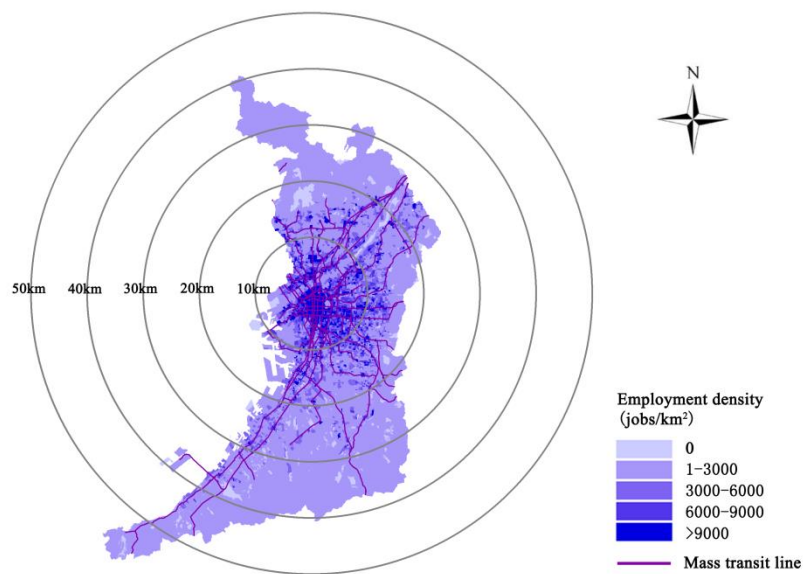 N
50km 40km 30km 20km 10km
Employment density
(jobs/km²)
0
1-3000
3000-6000
6000-9000
>9000
Mass transit line